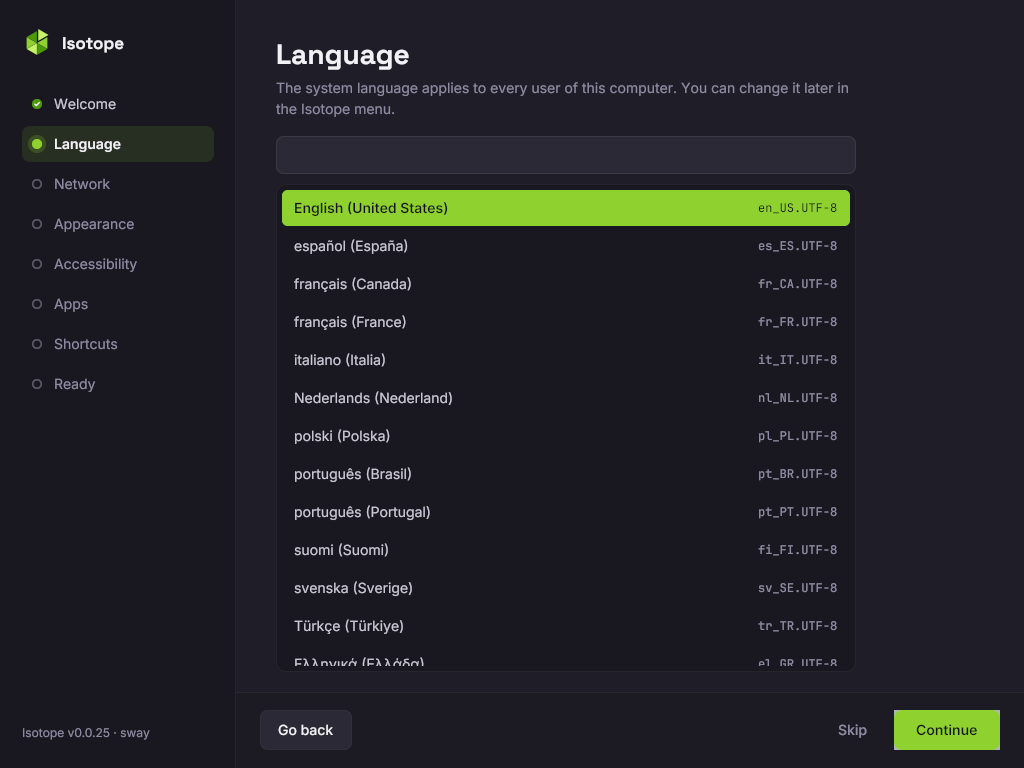 Isotope
Welcome
Language
Network
Appearance
Accessibility
Apps
Shortcuts
Ready
Isotope v0.0.25 · sway
Language
The system language applies to every user of this computer. You can change it later in
the Isotope menu.
English (United States) en_US.UTF-8
español (España) es_ES.UTF-8
français (Canada) fr_CA.UTF-8
français (France) fr_FR.UTF-8
italiano (Italia) it_IT.UTF-8
Nederlands (Nederland) nl_NL.UTF-8
polski (Polska) pl_PL.UTF-8
português (Brasil) pt_BR.UTF-8
português (Portugal) pt_PT.UTF-8
suomi (Suomi) fi_FI.UTF-8
svenska (Sverige) sv_SE.UTF-8
Türkçe (Türkiye) tr_TR.UTF-8
Ελληνικά (Ελλάδα) el_GR.UTF-8
Go back
Skip
Continue